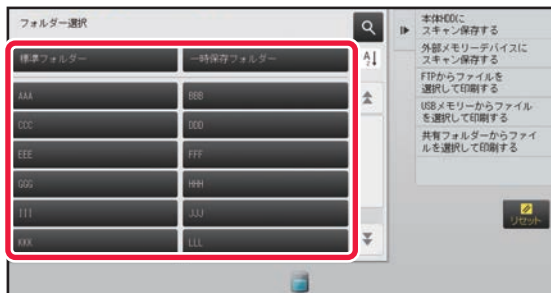 フォルダー選択
標準フォルダー
一時保存フォルダー
AAA
BBB
CCC
DDD
EEE
FFF
GGG
HHH
III
JJJ
KKK
LLL
本体HDDに
スキャン保存する
外部メモリーデバイスに
スキャン保存する
FTPからファイルを
選択して印刷する
USBメモリーからファイル
を選択して印刷する
共有フォルダーからファイ
ルを選択して印刷する
リセット